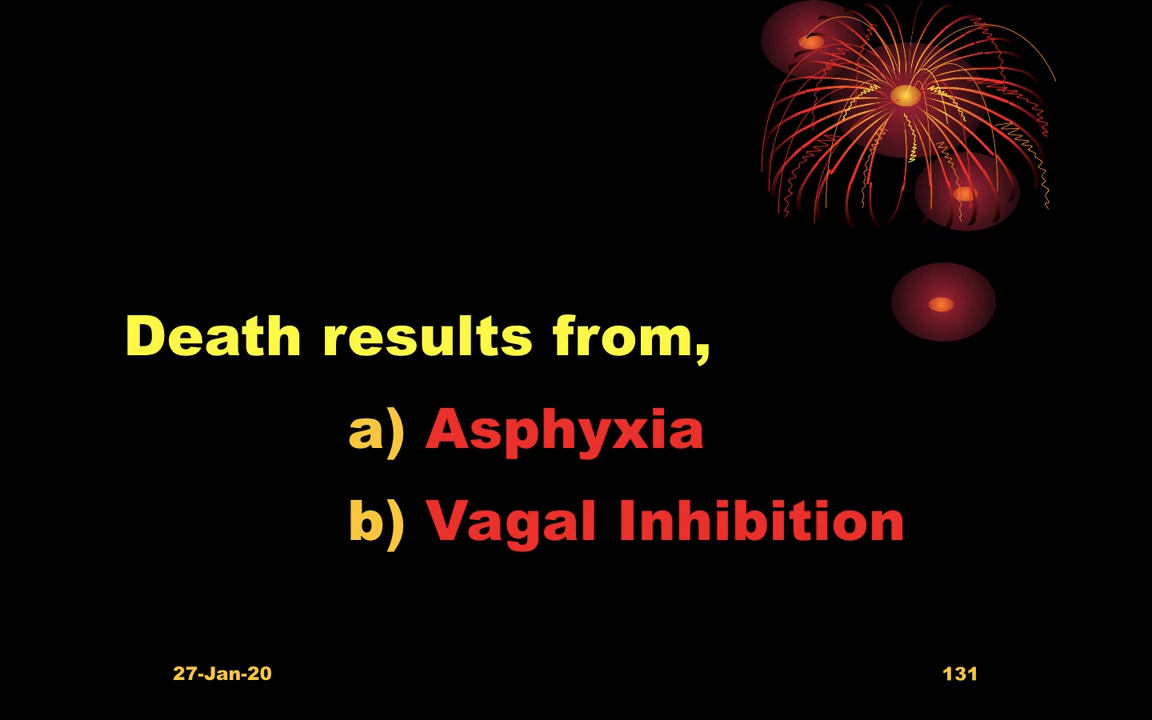 Death results from,
a) Asphyxia
b) Vagal Inhibition
27-Jan-20
131